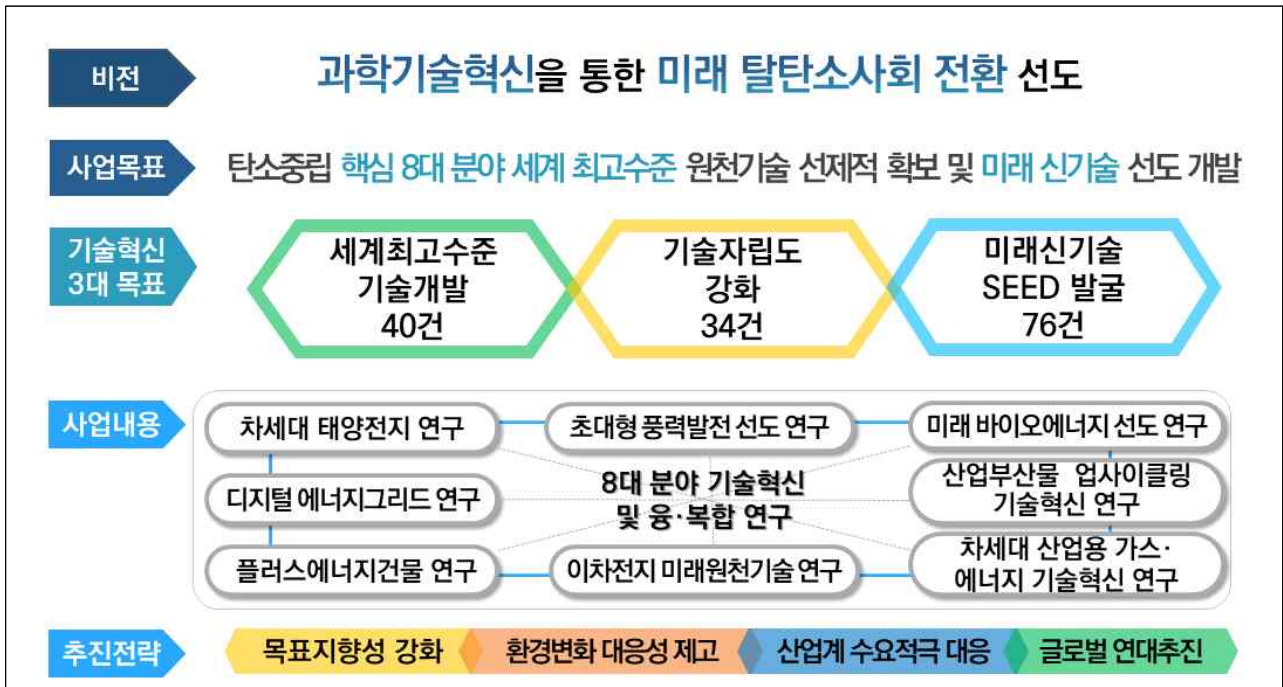 비전
과학기술혁신을 통한 미래 탈탄소사회 전환 선도
사업목표
탄소중립 핵심 8대 분야 세계 최고수준 원천기술 선제적 확보 및 미래 신기술 선도 개발
기술혁신
3대 목표
세계최고수준
기술개발
40건
기술자립도
강화
34건
미래신기술
SEED 발굴
76건
사업내용
차세대 태양전지 연구
초대형 풍력발전 선도 연구
미래 바이오에너지 선도 연구
디지털 에너지그리드 연구
8대 분야 기술혁신
및 융·복합 연구
산업부산물 업사이클링
기술혁신 연구
플러스에너지건물 연구
이차전지 미래원천기술 연구
차세대 산업용 가스·
에너지 기술혁신 연구
추진전략
목표지향성 강화
환경변화 대응성 제고
산업계 수요적극 대응
글로벌 연대추진